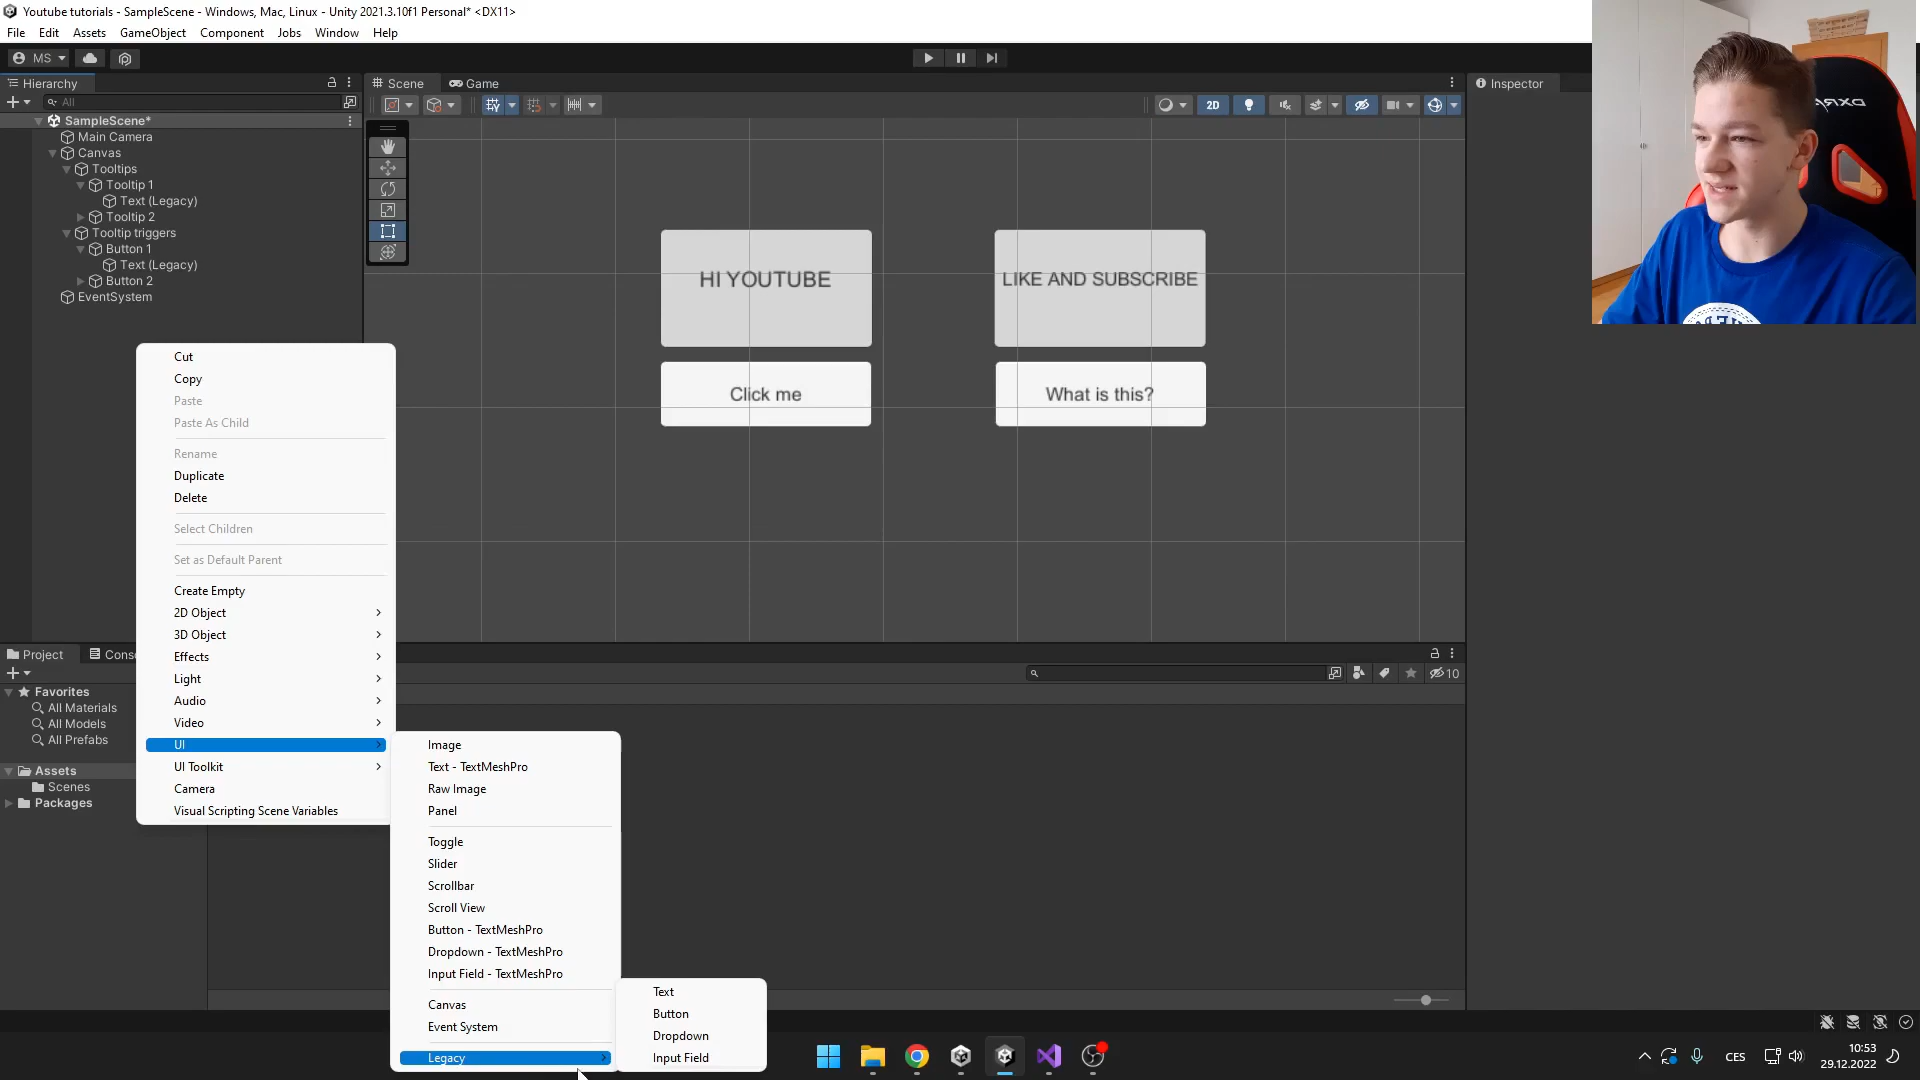 Youtube tutorials - SampleScene - Windows, Mac, Linux - Unity 2021.3.10f1 Personal* <DX11>
File Edit Assets GameObject Component Jobs Window Help
MS
Hierarchy
All
SampleScene*
Main Camera
Canvas
Tooltips
Tooltip 1
Text (Legacy)
Tooltip 2
Tooltip triggers
Button 1
Text (Legacy)
Button 2
EventSystem
Scene
Game
2D
HI YOUTUBE
LIKE AND SUBSCRIBE
Click me
What is this?
Inspector
DXRA
Cut
Copy
Paste
Paste As Child
Rename
Duplicate
Delete
Select Children
Set as Default Parent
Create Empty
2D Object
3D Object
Effects
Light
Audio
Video
UI
UI Toolkit
Camera
Visual Scripting Scene Variables
Image
Text - TextMeshPro
Raw Image
Panel
Toggle
Slider
Scrollbar
Scroll View
Button - TextMeshPro
Dropdown - TextMeshPro
Input Field - TextMeshPro
Canvas
Event System
Legacy
Text
Button
Dropdown
Input Field
Project
Cons
Favorites
All Materials
All Models
All Prefabs
Assets
Scenes
Packages
10
CES
10:53
29.12.2022